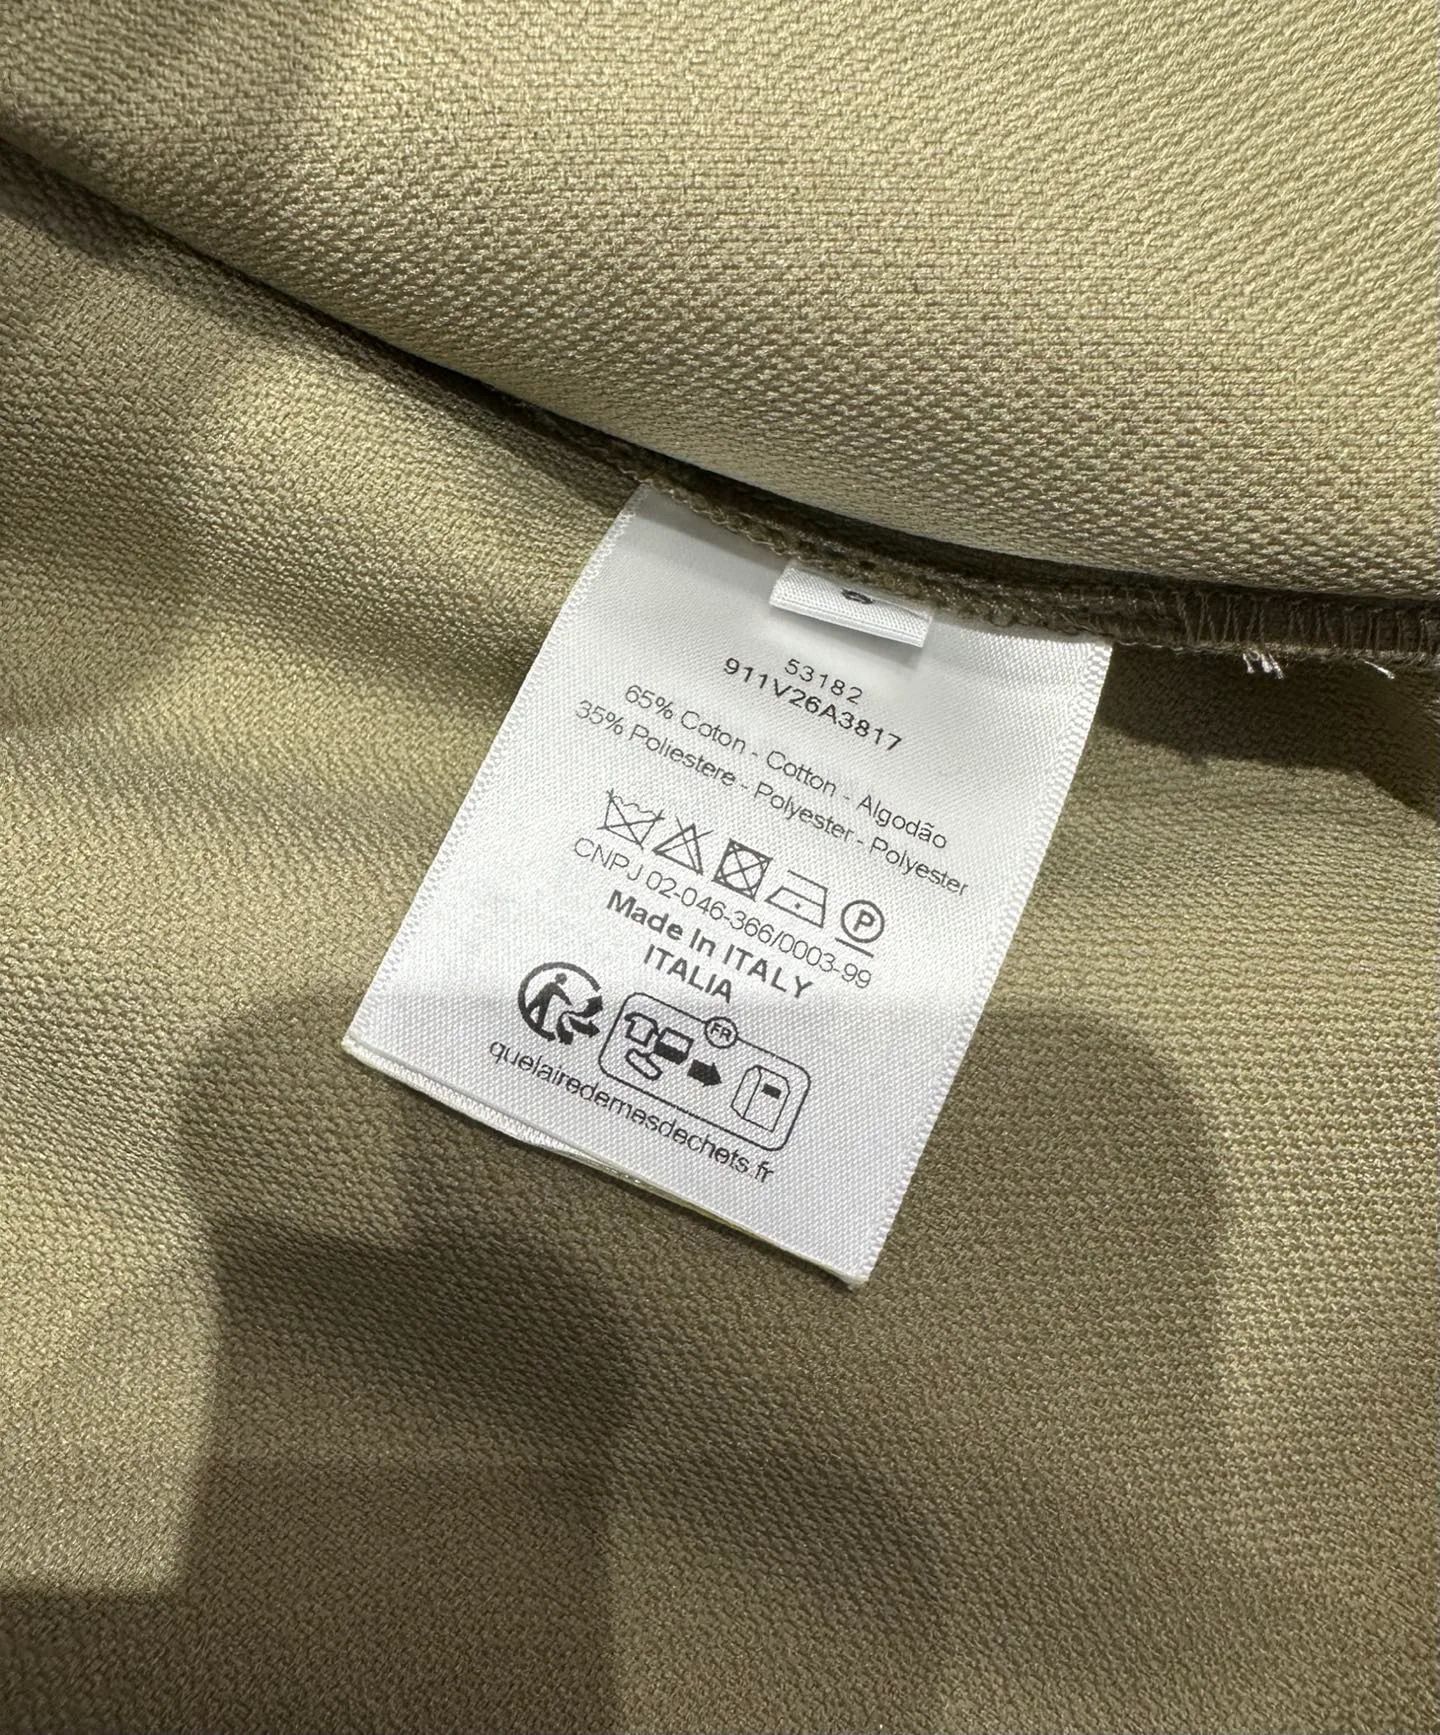 53182
911V26A3817
65% Coton - Cotton - Algodão
35% Poliestere - Polyester - Polyester
P
CNPJ 02-046-366/0003-99
Made In ITALY
ITALIA
FR
quelairedemesdechets.fr